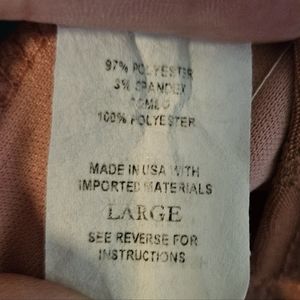 97% POLYESTER
3% SPANDEX
100% POLYESTER
MADE IN USA WITH
IMPORTED MATERIALS
LARGE
SEE REVERSE FOR
INSTRUCTIONS